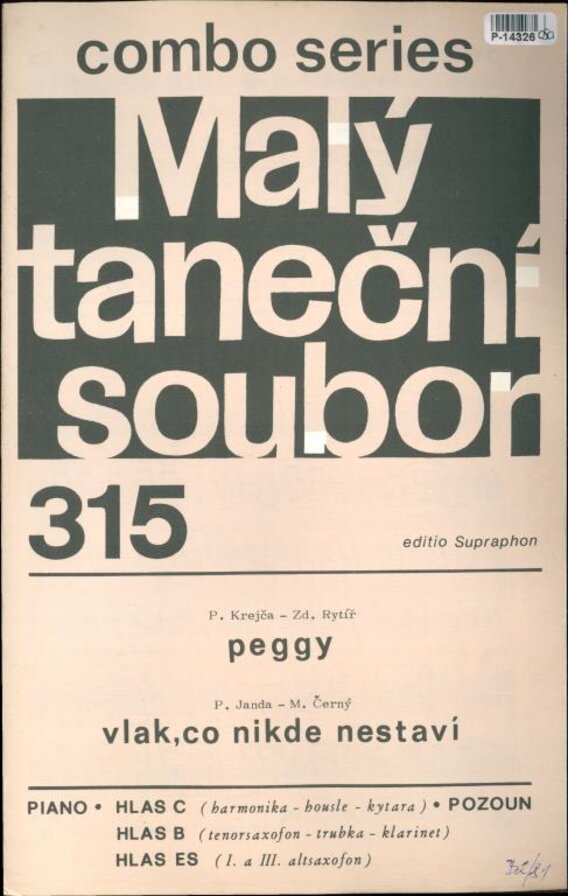 combo series
P-14326
Malý
taneční
soubor
315
editio Supraphon
P. Krejča - Zd. Rytíř
peggy
P. Janda - M. Černý
vlak,co nikde nestaví
PIANO • HLAS C (harmonika - housle - kytara) • POZOUN
HLAS B (tenorsaxofon - trubka - klarinet)
HLAS ES (I. a III. altsaxofon)